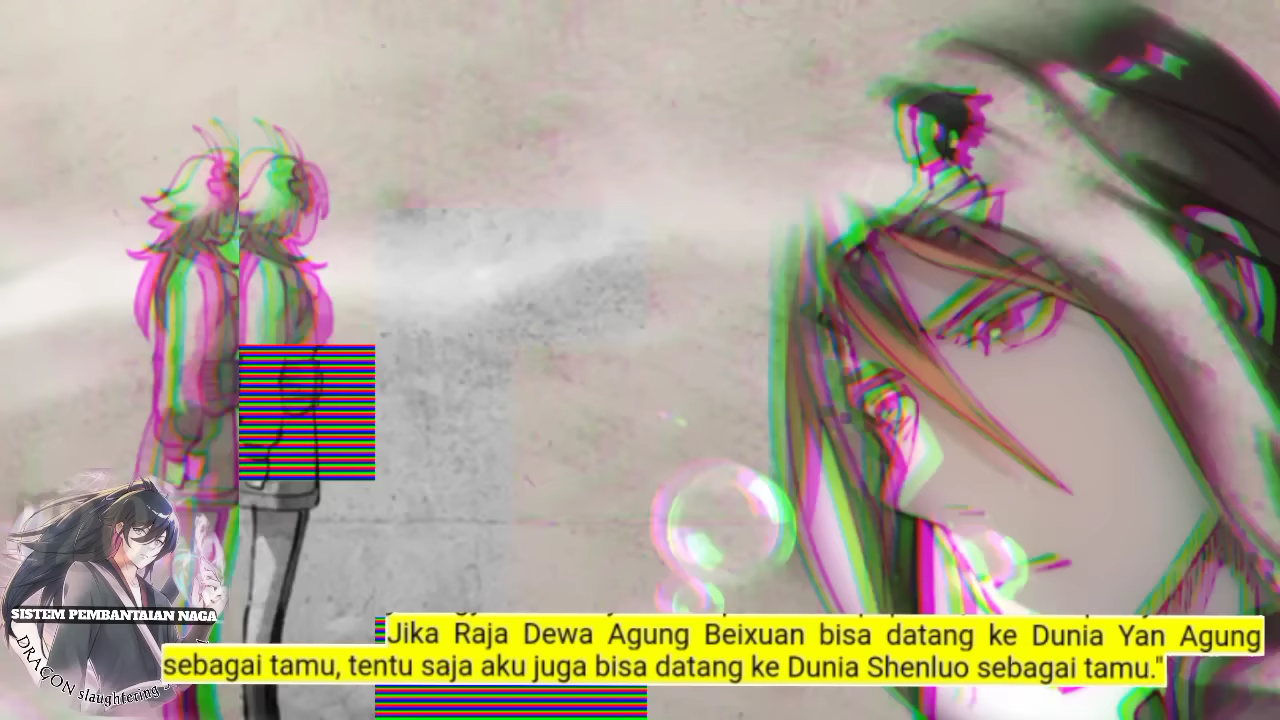 SISTEM PEMBANTAIAN NAGA
DRACON slaughtering
Jika Raja Dewa Agung Beixuan bisa datang ke Dunia Yan Agung
sebagai tamu, tentu saja aku juga bisa datang ke Dunia Shenluo sebagai tamu."